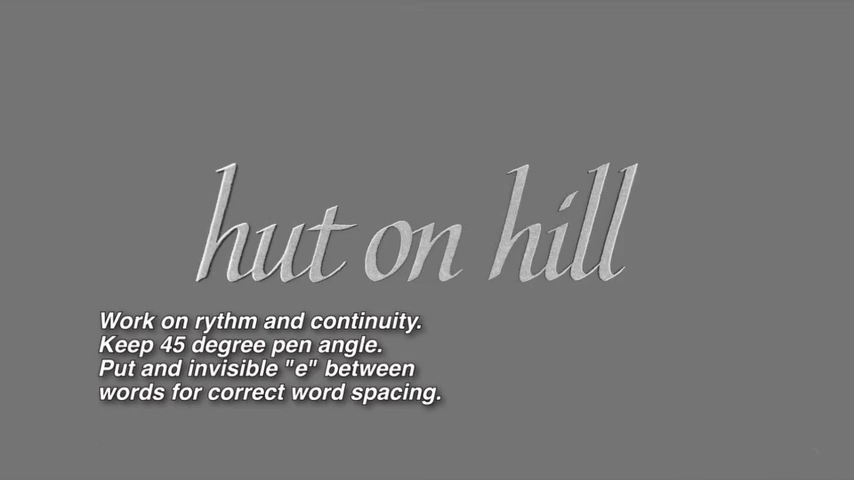 hut on hill
Work on rythm and continuity.
Keep 45 degree pen angle.
Put and invisible "e" between
words for correct word spacing.